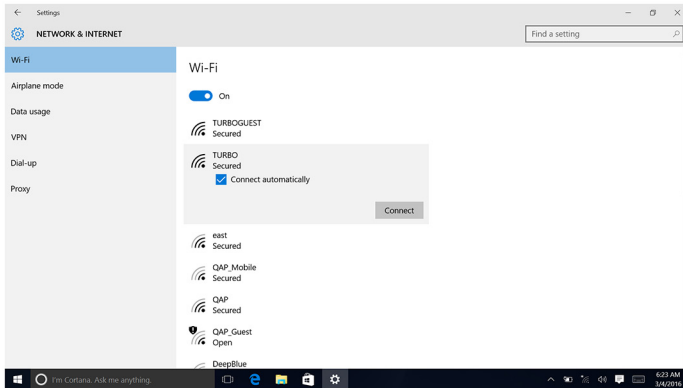 Settings
NETWORK & INTERNET
Find a setting
Wi-Fi
Airplane mode
Data usage
VPN
Dial-up
Proxy
Wi-Fi
On
TURBOGUEST
Secured
TURBO
Secured
Connect automatically
Connect
east
Secured
QAP_Mobile
Secured
QAP
Secured
QAP_Guest
Open
DeepBlue
I'm Cortana. Ask me anything.
6:23 AM
3/4/2016